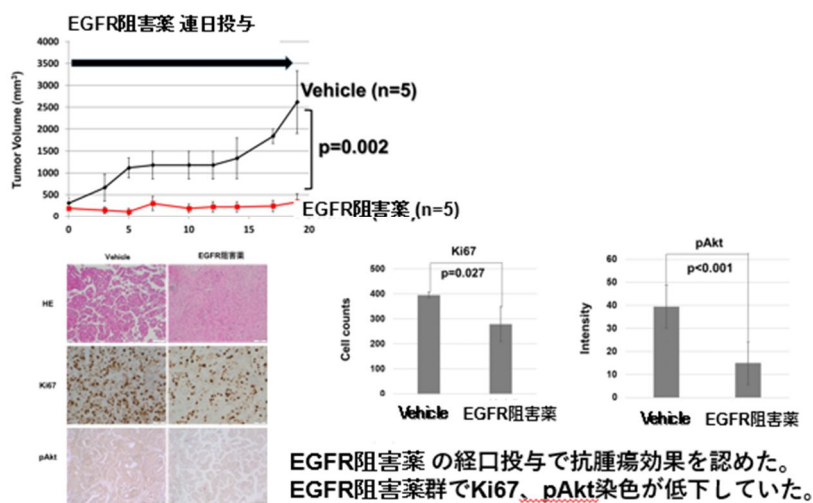 EGFR阻害薬 連日投与
Tumor Volume (mm³)
4000
3500
3000
2500
2000
1500
1000
500
0
0
5
10
15
20
Vehicle (n=5)
p=0.002
EGFR阻害薬 (n=5)
Vehicle
EGFR阻害薬
HE
Ki67
pAkt
Ki67
p=0.027
Cell counts
500
400
300
200
100
0
Vehicle
EGFR阻害薬
pAkt
p<0.001
Intensity
60
50
40
30
20
10
0
Vehicle
EGFR阻害薬
EGFR阻害薬 の経口投与で抗腫瘍効果を認めた。
EGFR阻害薬群でKi67、pAkt染色が低下していた。